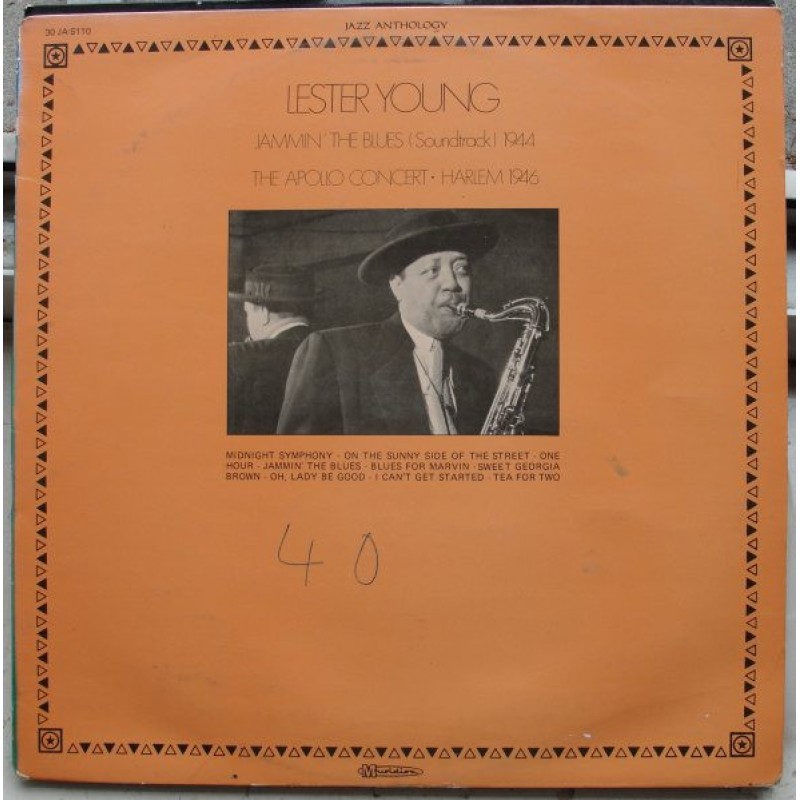 30 JA 5110
JAZZ ANTHOLOGY
LESTER YOUNG
JAMMIN' THE BLUES (Soundtrack) 1944
THE APOLLO CONCERT • HARLEM 1946
MIDNIGHT SYMPHONY - ON THE SUNNY SIDE OF THE STREET - ONE
HOUR - JAMMIN' THE BLUES - BLUES FOR MARVIN - SWEET GEORGIA
BROWN - OH, LADY BE GOOD - I CAN'T GET STARTED - TEA FOR TWO
40
Musidisc